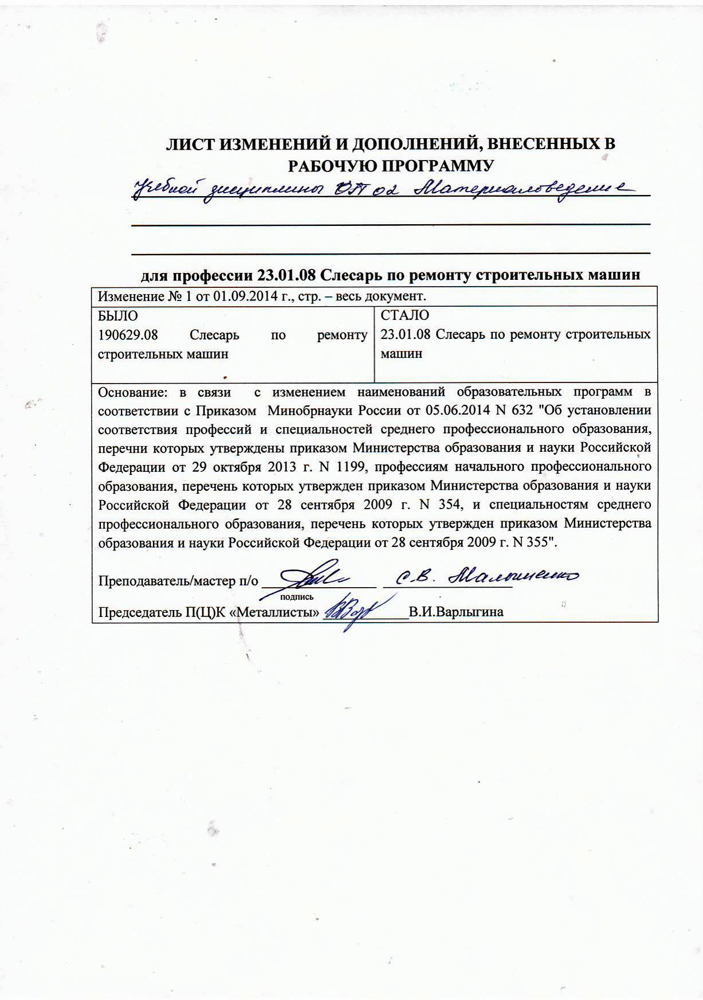 ЛИСТ ИЗМЕНЕНИЙ И ДОПОЛНЕНИЙ, ВНЕСЕННЫХ В
РАБОЧУЮ ПРОГРАММУ
Учебной дисциплины ОП 02 Материаловедение
для профессии 23.01.08 Слесарь по ремонту строительных машин
Изменение № 1 от 01.09.2014 г., стр. – весь документ.
БЫЛО
190629.08 Слесарь по ремонту
строительных машин
СТАЛО
23.01.08 Слесарь по ремонту строительных
машин
Основание: в связи с изменением наименований образовательных программ в
соответствии с Приказом Минобрнауки России от 05.06.2014 N 632 "Об установлении
соответствия профессий и специальностей среднего профессионального образования,
перечни которых утверждены приказом Министерства образования и науки Российской
Федерации от 29 октября 2013 г. N 1199, профессиям начального профессионального
образования, перечень которых утвержден приказом Министерства образования и науки
Российской Федерации от 28 сентября 2009 г. N 354, и специальностям среднего
профессионального образования, перечень которых утвержден приказом Министерства
образования и науки Российской Федерации от 28 сентября 2009 г. N 355".
Преподаватель/мастер п/о С.В. Малышенко
подпись
Председатель П(Ц)К «Металлисты» В.И.Варлыгина